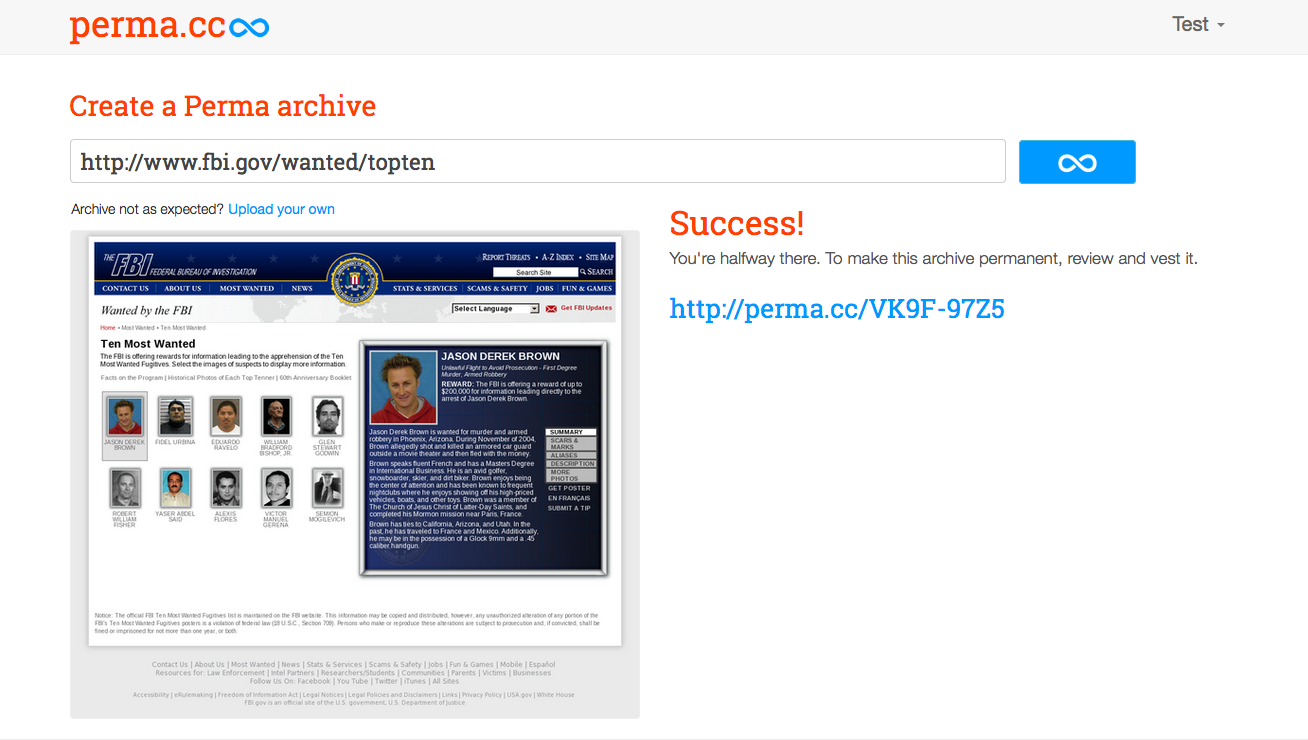 perma.cc
Test
Create a Perma archive
http://www.fbi.gov/wanted/topten
Archive not as expected? Upload your own
Success!
You're halfway there. To make this archive permanent, review and vest it.
http://perma.cc/VK9F-97Z5
THE FBI FEDERAL BUREAU OF INVESTIGATION
REPORT THREATS • A-Z INDEX • SITE MAP
Search Site SEARCH
CONTACT US ABOUT US MOST WANTED NEWS STATS & SERVICES SCAMS & SAFETY JOBS FUN & GAMES
Wanted by the FBI
Select Language Get FBI Updates
Home • Most Wanted • Ten Most Wanted
Ten Most Wanted
The FBI is offering rewards for information leading to the apprehension of the Ten
Most Wanted Fugitives. Select the images of suspects to display more information.
Facts on the Program | Historical Photos of Each Top Tenner | 60th Anniversary Booklet
JASON DEREK
BROWN
FIDEL URBINA
EDUARDO
RAVELO
WILLIAM
BRADFORD
BISHOP, JR.
GLEN
STEWART
GODWIN
ROBERT
WILLIAM
FISHER
YASER ABDEL
SAID
ALEXIS
FLORES
VICTOR
MANUEL
GERENA
SEMION
MOGILEVICH
JASON DEREK BROWN
Unlawful Flight to Avoid Prosecution - First Degree
Murder, Armed Robbery
REWARD: The FBI is offering a reward of up to
$200,000 for information leading directly to the
arrest of Jason Derek Brown.
Jason Derek Brown is wanted for murder and armed
robbery in Phoenix, Arizona. During November of 2004,
Brown allegedly shot and killed an armored car guard
outside a movie theater and then fled with the money.
Brown speaks fluent French and has a Masters Degree
in International Business. He is an avid golfer,
snowboarder, skier, and dirt biker. Brown enjoys being
the center of attention and has been known to frequent
nightclubs where he enjoys showing off his high-priced
vehicles, boats, and other toys. Brown was a member of
The Church of Jesus Christ of Latter-Day Saints, and
completed his Mormon mission near Paris, France.
Brown has ties to California, Arizona, and Utah. In the
past, he has traveled to France and Mexico. Additionally,
he may be in the possession of a Glock 9mm and a .45
caliber handgun.
SUMMARY
SCARS &
MARKS
ALIASES
DESCRIPTION
MORE
PHOTOS
GET POSTER
EN FRANÇAIS
SUBMIT A TIP
Notice: The official FBI Ten Most Wanted Fugitives list is maintained on the FBI website. This information may be copied and distributed, however, any unauthorized alteration of any portion of the
FBI's Ten Most Wanted Fugitives posters is a violation of federal law (18 U.S.C., Section 709). Persons who make or reproduce these alterations are subject to prosecution and, if convicted, shall be
fined or imprisoned for not more than one year, or both.
Contact Us | About Us | Most Wanted | News | Stats & Services | Scams & Safety | Jobs | Fun & Games | Mobile | Español
Resources for: Law Enforcement | Intel Partners | Researchers/Students | Communities | Parents | Victims | Businesses
Follow Us On: Facebook | You Tube | Twitter | iTunes | All Sites
Accessibility | eRulemaking | Freedom of Information Act | Legal Notices | Legal Policies and Disclaimers | Links | Privacy Policy | USA.gov | White House
FBI.gov is an official site of the U.S. government, U.S. Department of Justice